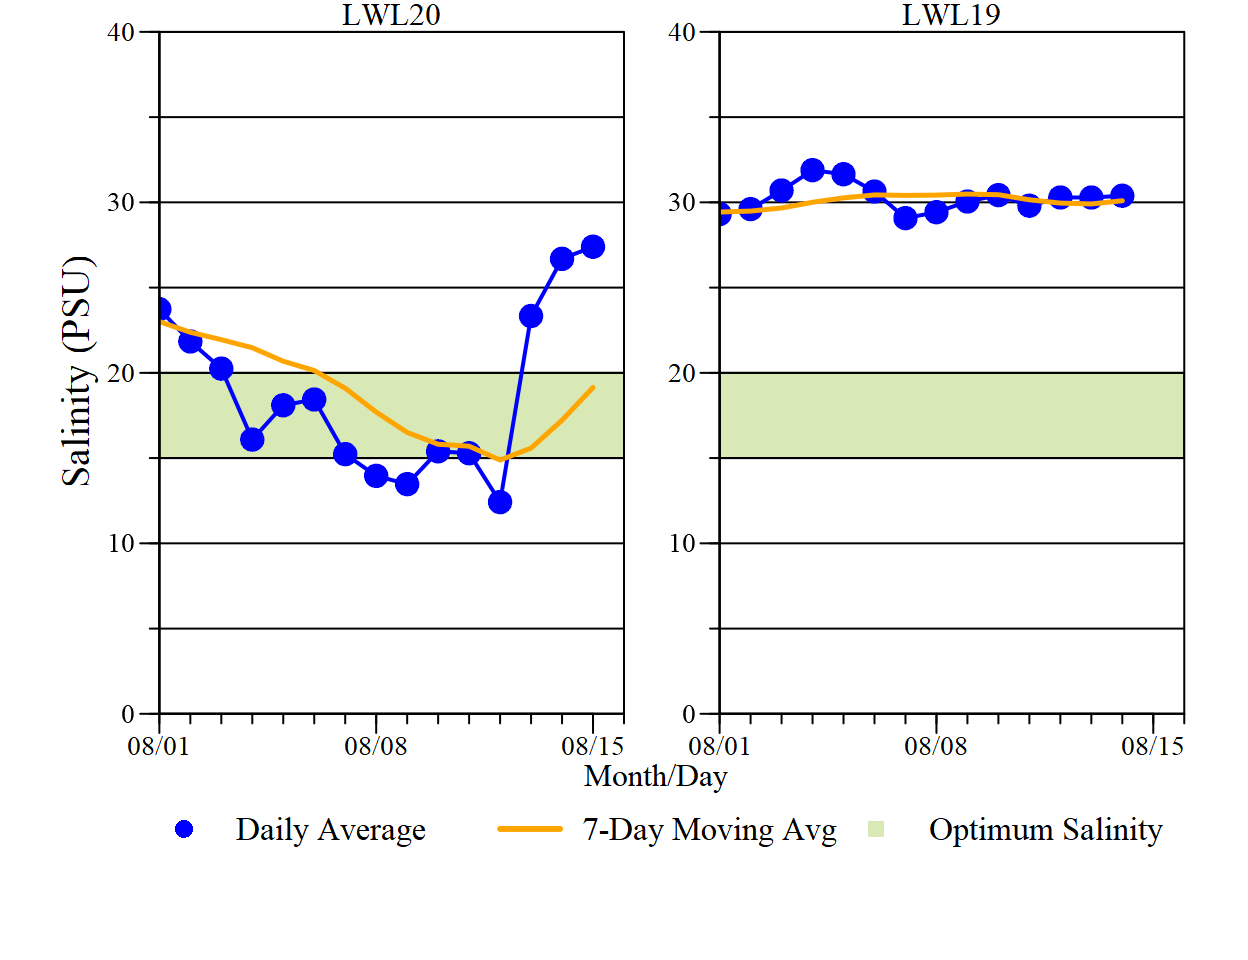 LWL20 LWL19
40 40
30 30
20 20
10 10
0 0
Salinity (PSU)
08/01 08/08 08/15 08/01 08/08 08/15
Month/Day
Daily Average 7-Day Moving Avg Optimum Salinity